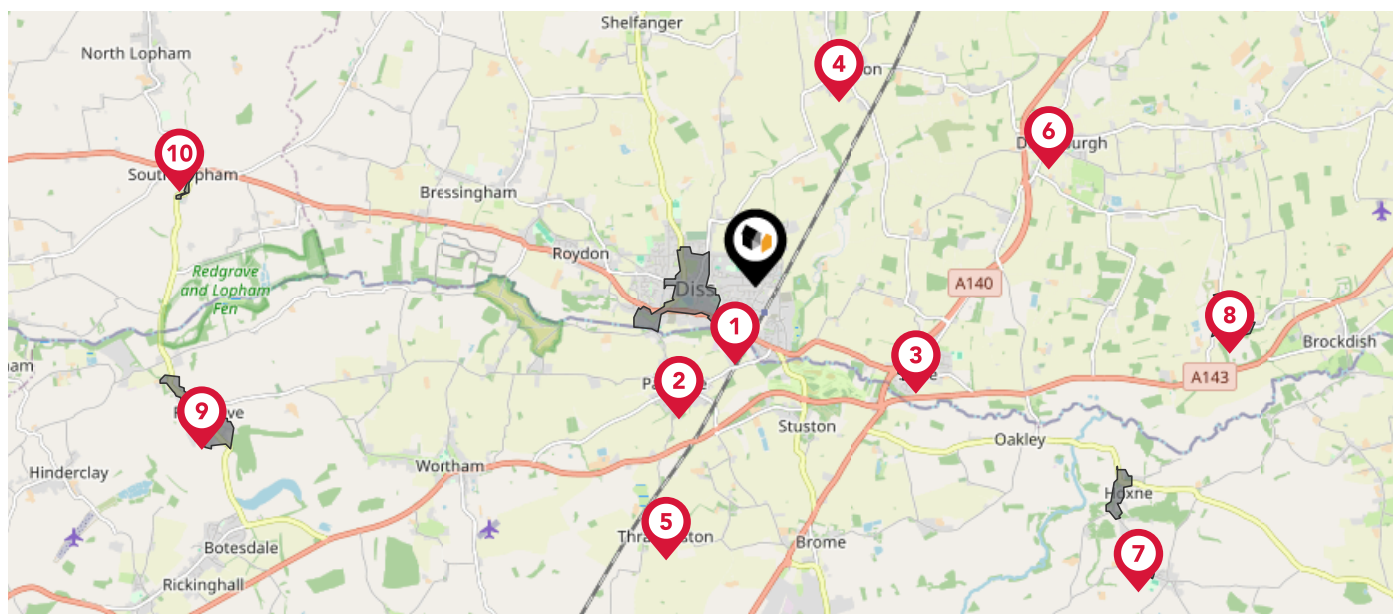 Shelfanger
North Lopham
4
6
10
Bressingham
Roydon
Redgrave
and Lopham
Fen
Diss
A140
1
8
3
Brockdish
2
A143
9
Stuston
Oakley
Wortham
Hinderclay
Hoxne
5
Brome
7
Botesdale
Rickinghall